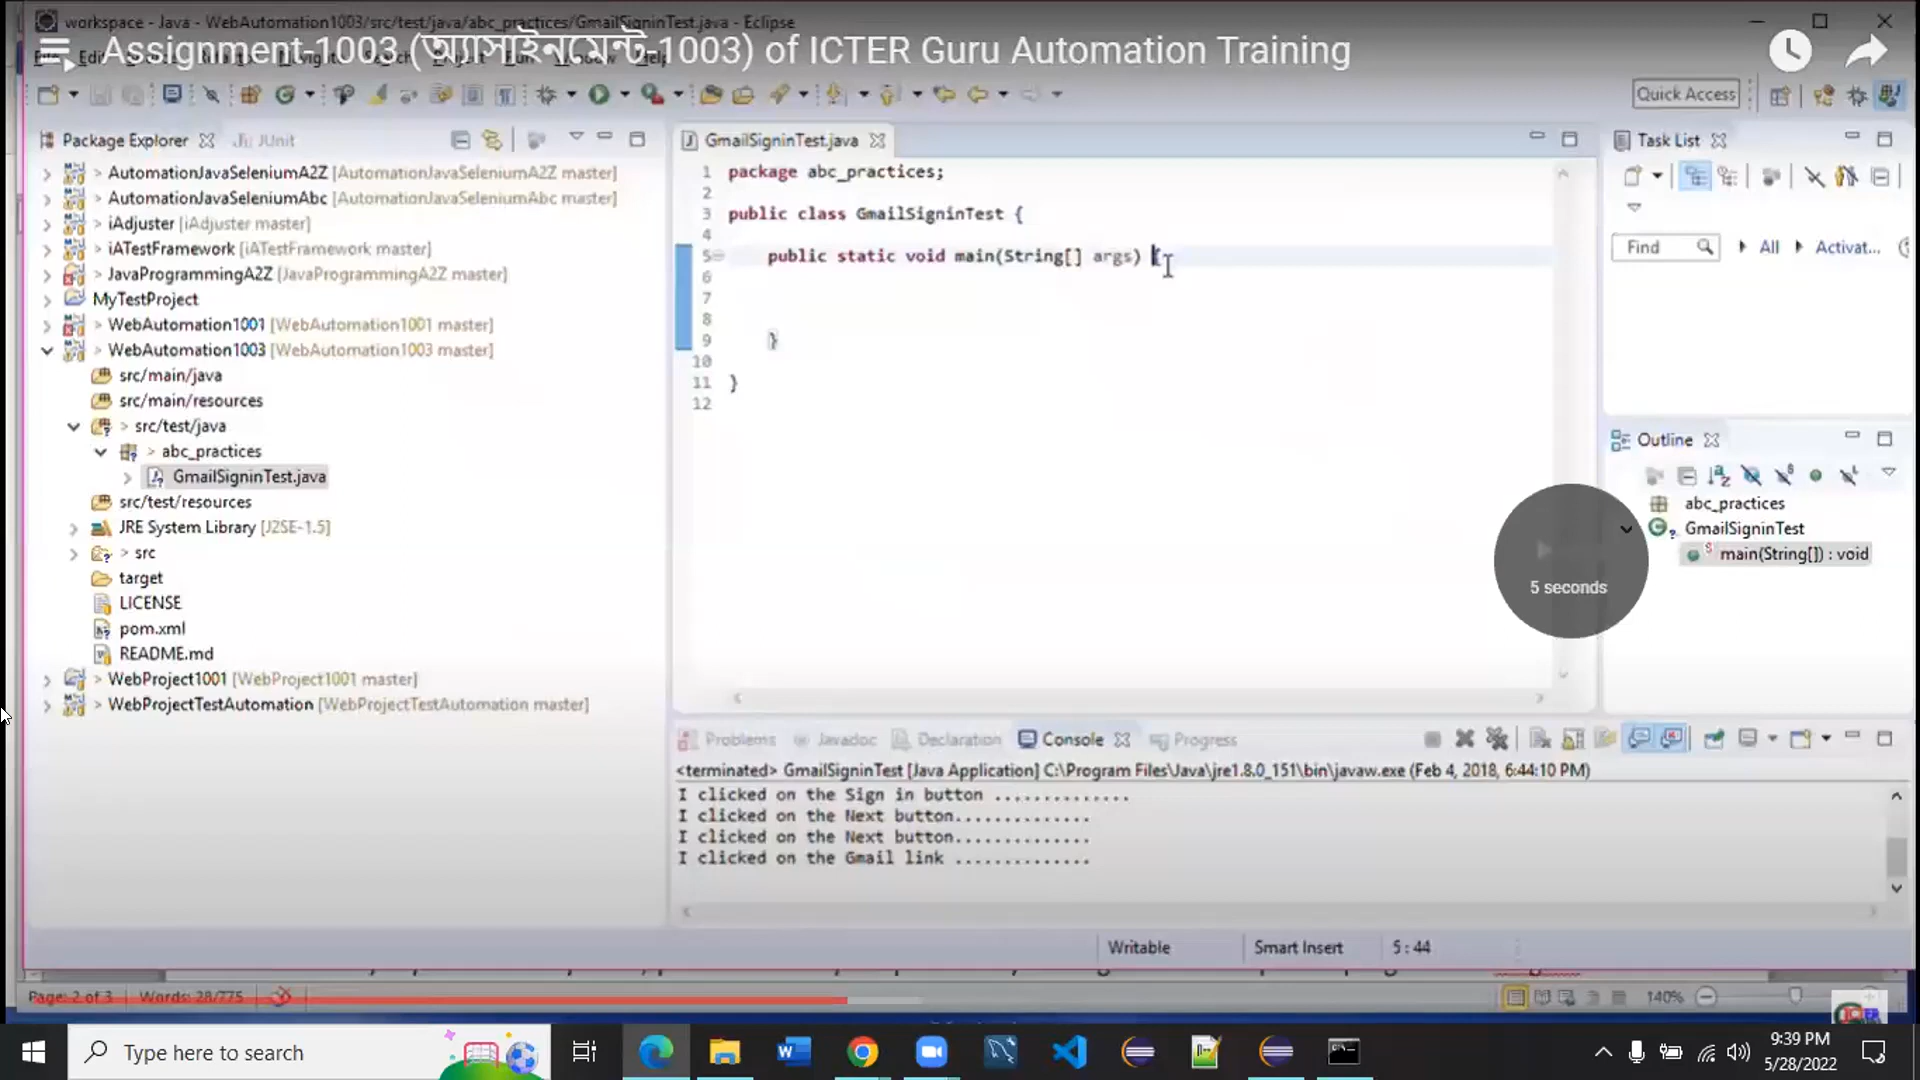 workspace - Java - WebAutomation1003/src/test/java/abc_practices/GmailSigninTest.java - Eclipse
Assignment-1003 (অ্যাসাইনমেন্ট-1003) of ICTER Guru Automation Training
Quick Access
Package Explorer
JUnit
> AutomationJavaSeleniumA2Z [AutomationJavaSeleniumA2Z master]
> AutomationJavaSeleniumAbc [AutomationJavaSeleniumAbc master]
> iAdjuster [iAdjuster master]
> iATestFramework [iATestFramework master]
> JavaProgrammingA2Z [JavaProgrammingA2Z master]
MyTestProject
> WebAutomation1001 [WebAutomation1001 master]
> WebAutomation1003 [WebAutomation1003 master]
src/main/java
src/main/resources
> src/test/java
> abc_practices
GmailSigninTest.java
src/test/resources
JRE System Library [J2SE-1.5]
> src
target
LICENSE
pom.xml
README.md
> WebProject1001 [WebProject1001 master]
> WebProjectTestAutomation [WebProjectTestAutomation master]
GmailSigninTest.java
1 package abc_practices;
2
3 public class GmailSigninTest {
4
5 public static void main(String[] args) {
6
7
8
9 }
10
11 }
12
Task List
Find
All
Activat...
Outline
abc_practices
GmailSigninTest
main(String[]) : void
5 seconds
Problems
Javadoc
Declaration
Console
Progress
<terminated> GmailSigninTest [Java Application] C:\Program Files\Java\jre1.8.0_151\bin\javaw.exe (Feb 4, 2018, 6:44:10 PM)
I clicked on the Sign in button ..............
I clicked on the Next button..............
I clicked on the Next button..............
I clicked on the Gmail link ..............
Writable
Smart Insert
5 : 44
Page: 2 of 3
Words: 28/775
140%
Type here to search
9:39 PM
5/28/2022